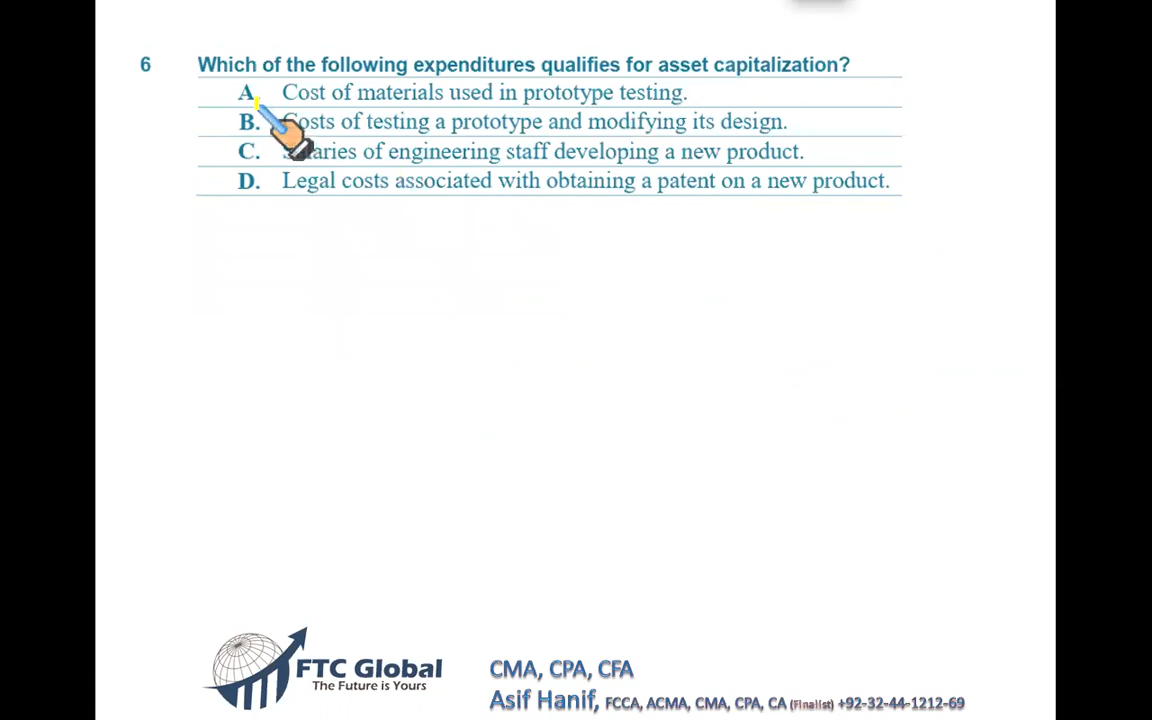 6 Which of the following expenditures qualifies for asset capitalization?
A. Cost of materials used in prototype testing.
B. Costs of testing a prototype and modifying its design.
C. Salaries of engineering staff developing a new product.
D. Legal costs associated with obtaining a patent on a new product.
FTC Global
The Future is Yours
CMA, CPA, CFA
Asif Hanif, FCCA, ACMA, CMA, CPA, CA (Finalist) +92-32-44-1212-69